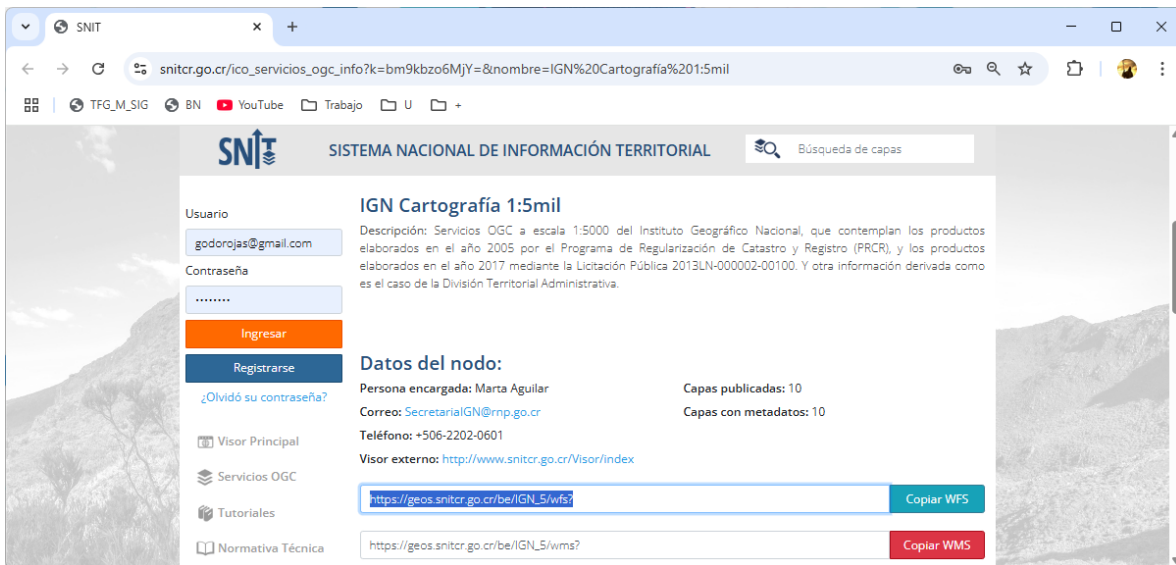 SNIT
snitcr.go.cr/ico_servicios_ogc_info?k=bm9kbzo6MjY=&nombre=IGN%20Cartografía%201:5mil
TFG_M_SIG BN YouTube Trabajo U +
SNIT SISTEMA NACIONAL DE INFORMACIÓN TERRITORIAL Búsqueda de capas
Usuario
godorojas@gmail.com
Contraseña
••••••••
Ingresar
Registrarse
¿Olvidó su contraseña?
Visor Principal
Servicios OGC
Tutoriales
Normativa Técnica
IGN Cartografía 1:5mil
Descripción: Servicios OGC a escala 1:5000 del Instituto Geográfico Nacional, que contemplan los productos
elaborados en el año 2005 por el Programa de Regularización de Catastro y Registro (PRCR), y los productos
elaborados en el año 2017 mediante la Licitación Pública 2013LN-000002-00100. Y otra información derivada como
es el caso de la División Territorial Administrativa.
Datos del nodo:
Persona encargada: Marta Aguilar
Correo: SecretariaIGN@rnp.go.cr
Teléfono: +506-2202-0601
Visor externo: http://www.snitcr.go.cr/Visor/index
Capas publicadas: 10
Capas con metadatos: 10
https://geos.snitcr.go.cr/be/IGN_5/wfs? Copiar WFS
https://geos.snitcr.go.cr/be/IGN_5/wms? Copiar WMS